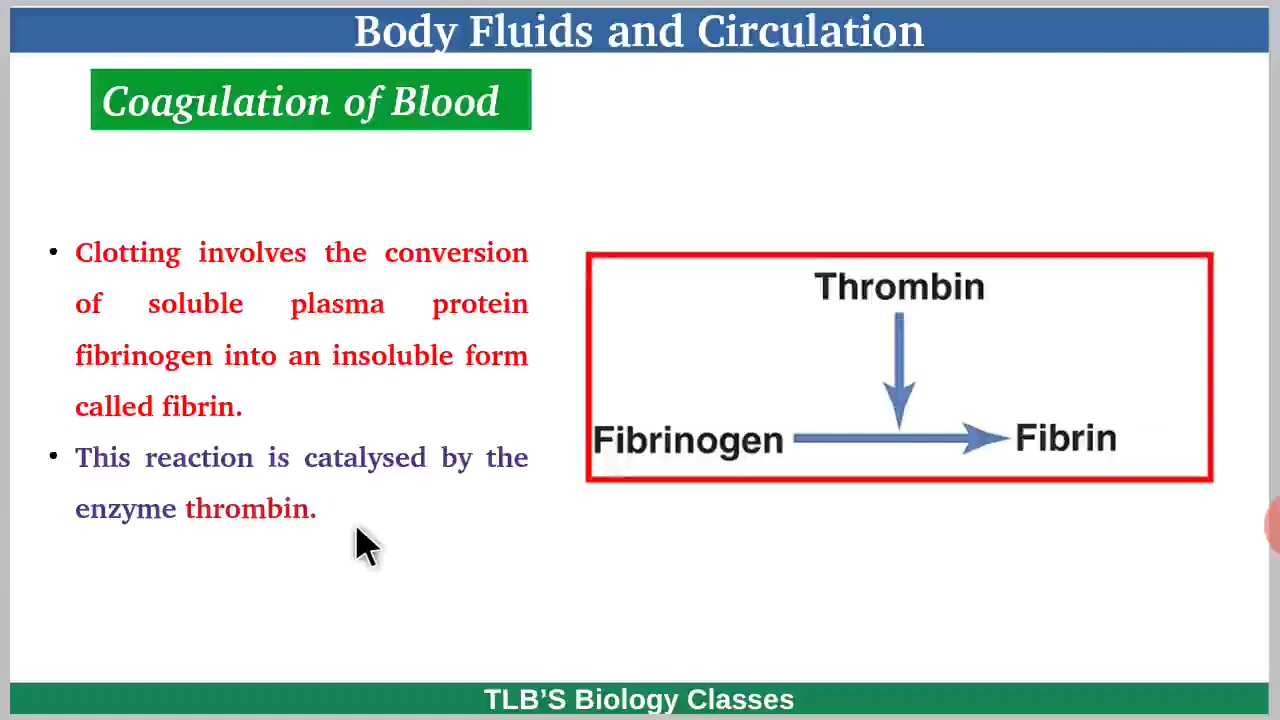 Body Fluids and Circulation
Coagulation of Blood
• Clotting involves the conversion
of soluble plasma protein
fibrinogen into an insoluble form
called fibrin.
• This reaction is catalysed by the
enzyme thrombin.
Thrombin
Fibrinogen
Fibrin
TLB’S Biology Classes